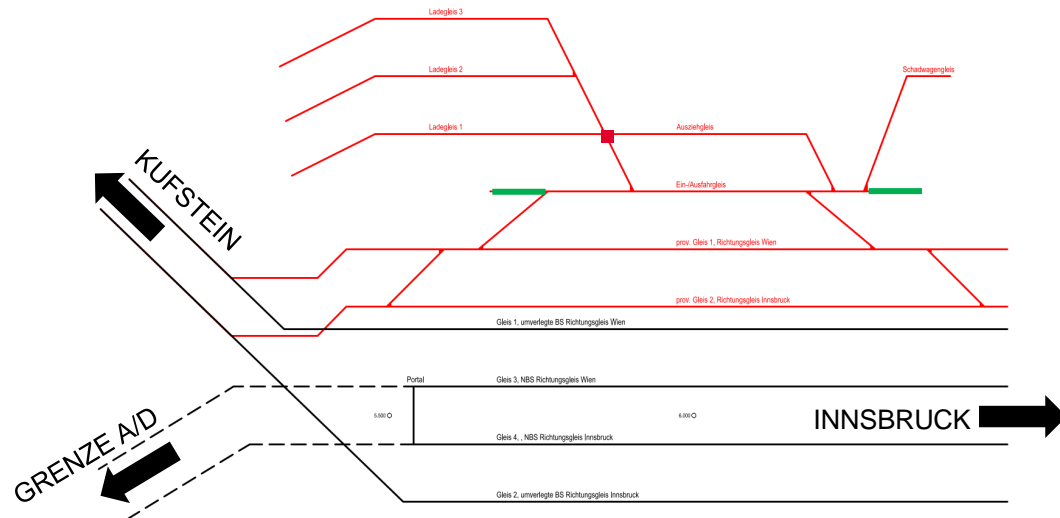 Ladegleis 3
Ladegleis 2
Schadwagengleis
Ladegleis 1
Ausziehgleis
KUFSTEIN
Ein-/Ausfahrgleis
prov. Gleis 1, Richtungsgleis Wien
prov. Gleis 2, Richtungsgleis Innsbruck
Gleis 1, umverlegte BS Richtungsgleis Wien
Portal
Gleis 3, NBS Richtungsgleis Wien
5.500
6.000
INNSBRUCK
GRENZE A/D
Gleis 4, , NBS Richtungsgleis Innsbruck
Gleis 2, umverlegte BS Richtungsgleis Innsbruck